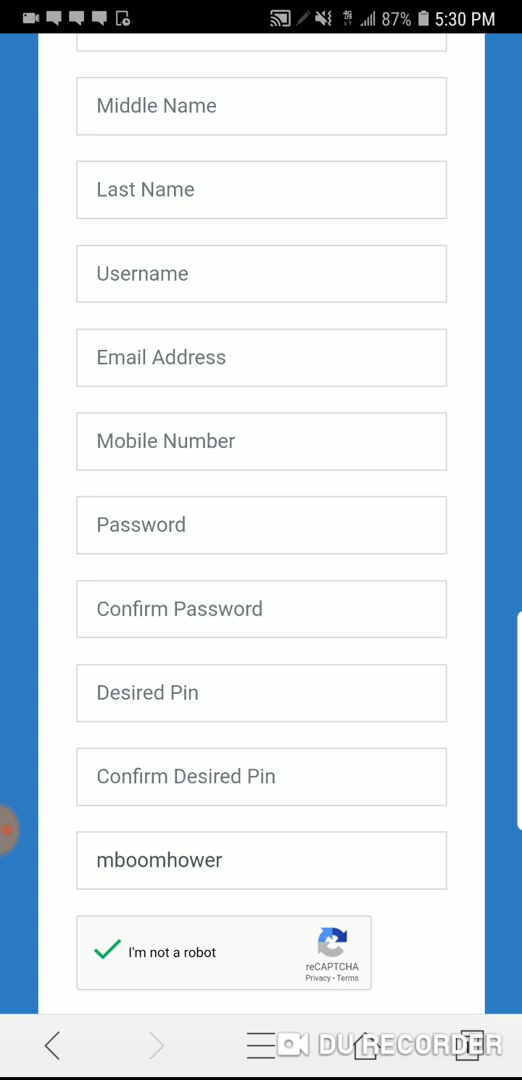 87% 5:30 PM
Middle Name
Last Name
Username
Email Address
Mobile Number
Password
Confirm Password
Desired Pin
Confirm Desired Pin
mboomhower
I'm not a robot
reCAPTCHA
Privacy - Terms
DU RECORDER